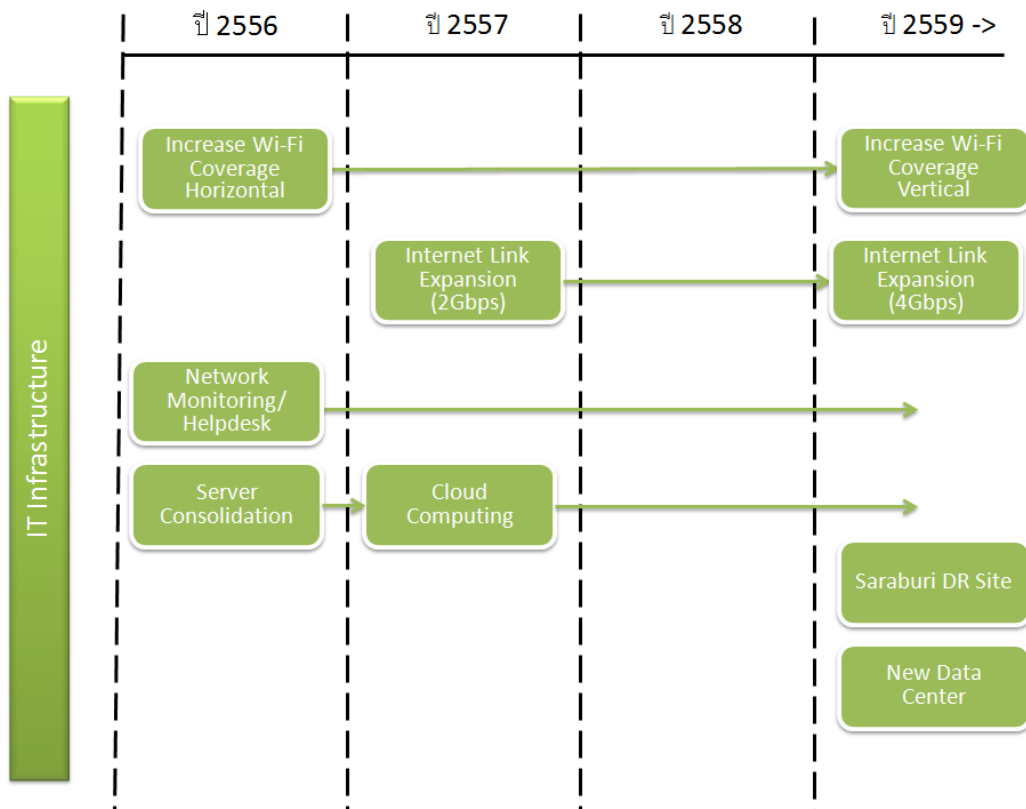 ปี 2556
ปี 2557
ปี 2558
ปี 2559 ->
IT Infrastructure
Increase Wi-Fi
Coverage
Horizontal
Increase Wi-Fi
Coverage
Vertical
Internet Link
Expansion
(2Gbps)
Internet Link
Expansion
(4Gbps)
Network
Monitoring/
Helpdesk
Server
Consolidation
Cloud
Computing
Saraburi DR Site
New Data
Center